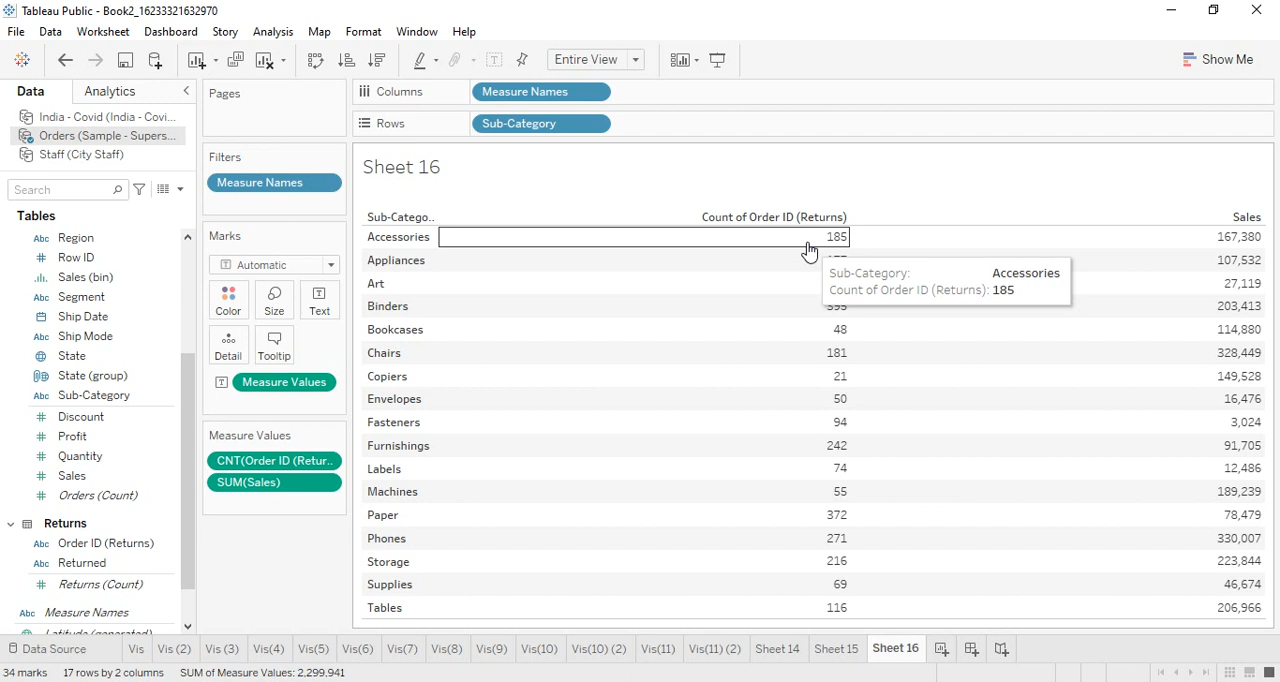 Tableau Public - Book2_16233321632970
File Data Worksheet Dashboard Story Analysis Map Format Window Help
Entire View
Show Me
Data Analytics
India - Covid (India - Covi...
Orders (Sample - Supers...
Staff (City Staff)
Search
Tables
Abc Region
# Row ID
Sales (bin)
Abc Segment
Ship Date
Abc Ship Mode
State
State (group)
Abc Sub-Category
# Discount
# Profit
# Quantity
# Sales
# Orders (Count)
Returns
Abc Order ID (Returns)
Abc Returned
# Returns (Count)
Abc Measure Names
Latitude (generated)
Pages
Filters
Measure Names
Marks
Automatic
Color Size Text
Detail Tooltip
Measure Values
Measure Values
CNT(Order ID (Retur..
SUM(Sales)
Columns Measure Names
Rows Sub-Category
Sheet 16
Sub-Catego.. Count of Order ID (Returns) Sales
Accessories 185 167,380
Appliances 107,532
Art 27,119
Binders 395 203,413
Bookcases 48 114,880
Chairs 181 328,449
Copiers 21 149,528
Envelopes 50 16,476
Fasteners 94 3,024
Furnishings 242 91,705
Labels 74 12,486
Machines 55 189,239
Paper 372 78,479
Phones 271 330,007
Storage 216 223,844
Supplies 69 46,674
Tables 116 206,966
Sub-Category: Accessories
Count of Order ID (Returns): 185
Data Source Vis Vis (2) Vis (3) Vis(4) Vis(5) Vis(6) Vis(7) Vis(8) Vis(9) Vis(10) Vis(10) (2) Vis(11) Vis(11) (2) Sheet 14 Sheet 15 Sheet 16
34 marks 17 rows by 2 columns SUM of Measure Values: 2,299,941